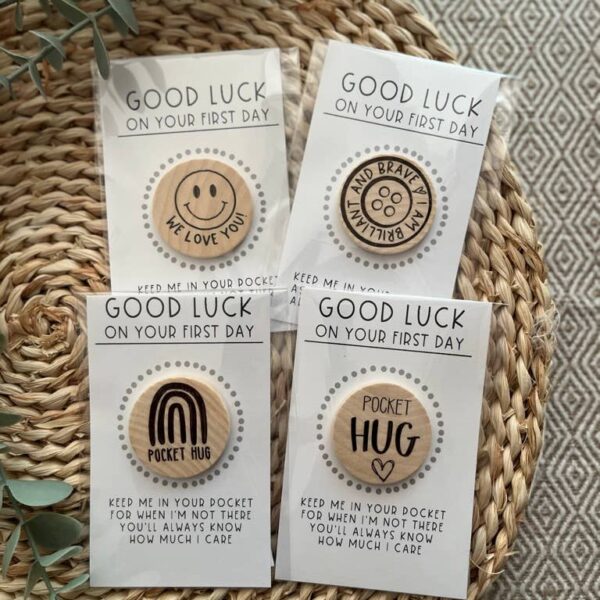 GOOD LUCK
ON YOUR FIRST DAY
WE LOVE YOU!
KEEP ME IN YOUR POCKET
GOOD LUCK
ON YOUR FIRST DAY
I AM BRILLIANT AND BRAVE
KEEP ME IN YOUR
GOOD LUCK
ON YOUR FIRST DAY
POCKET HUG
KEEP ME IN YOUR POCKET
FOR WHEN I'M NOT THERE
YOU'LL ALWAYS KNOW
HOW MUCH I CARE
GOOD LUCK
ON YOUR FIRST DAY
POCKET
HUG
KEEP ME IN YOUR POCKET
FOR WHEN I'M NOT THERE
YOU'LL ALWAYS KNOW
HOW MUCH I CARE